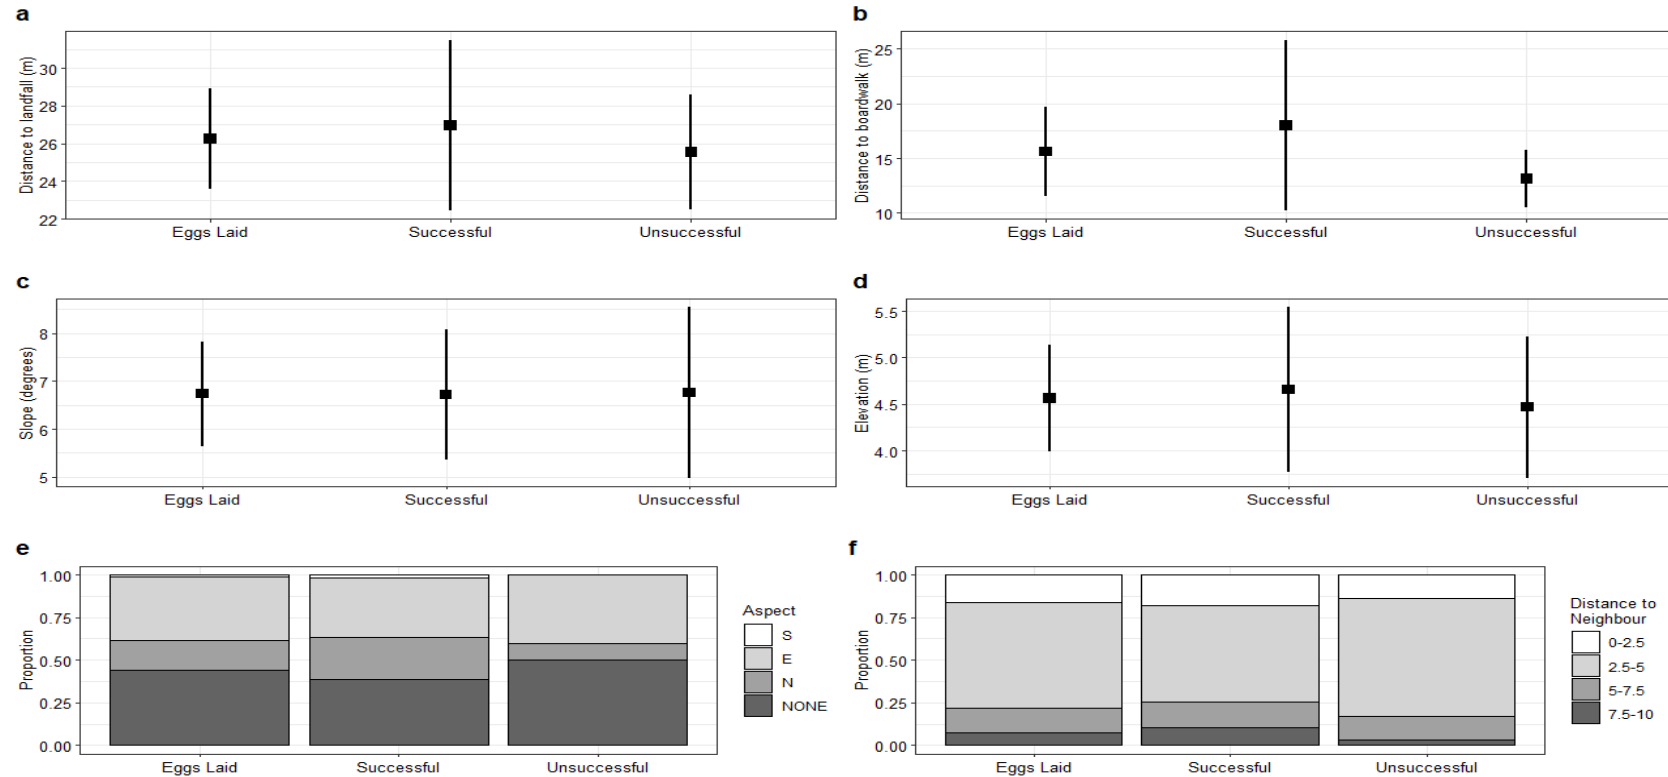 a
Distance to landfall (m)
30
28
26
24
22
Eggs Laid Successful Unsuccessful
b
Distance to boardwalk (m)
25
20
15
10
Eggs Laid Successful Unsuccessful
c
Slope (degrees)
8
7
6
5
Eggs Laid Successful Unsuccessful
d
Elevation (m)
5.5
5.0
4.5
4.0
Eggs Laid Successful Unsuccessful
e
Proportion
1.00
0.75
0.50
0.25
0.00
Eggs Laid Successful Unsuccessful
Aspect
S
E
N
NONE
f
Proportion
1.00
0.75
0.50
0.25
0.00
Eggs Laid Successful Unsuccessful
Distance to
Neighbour
0-2.5
2.5-5
5-7.5
7.5-10